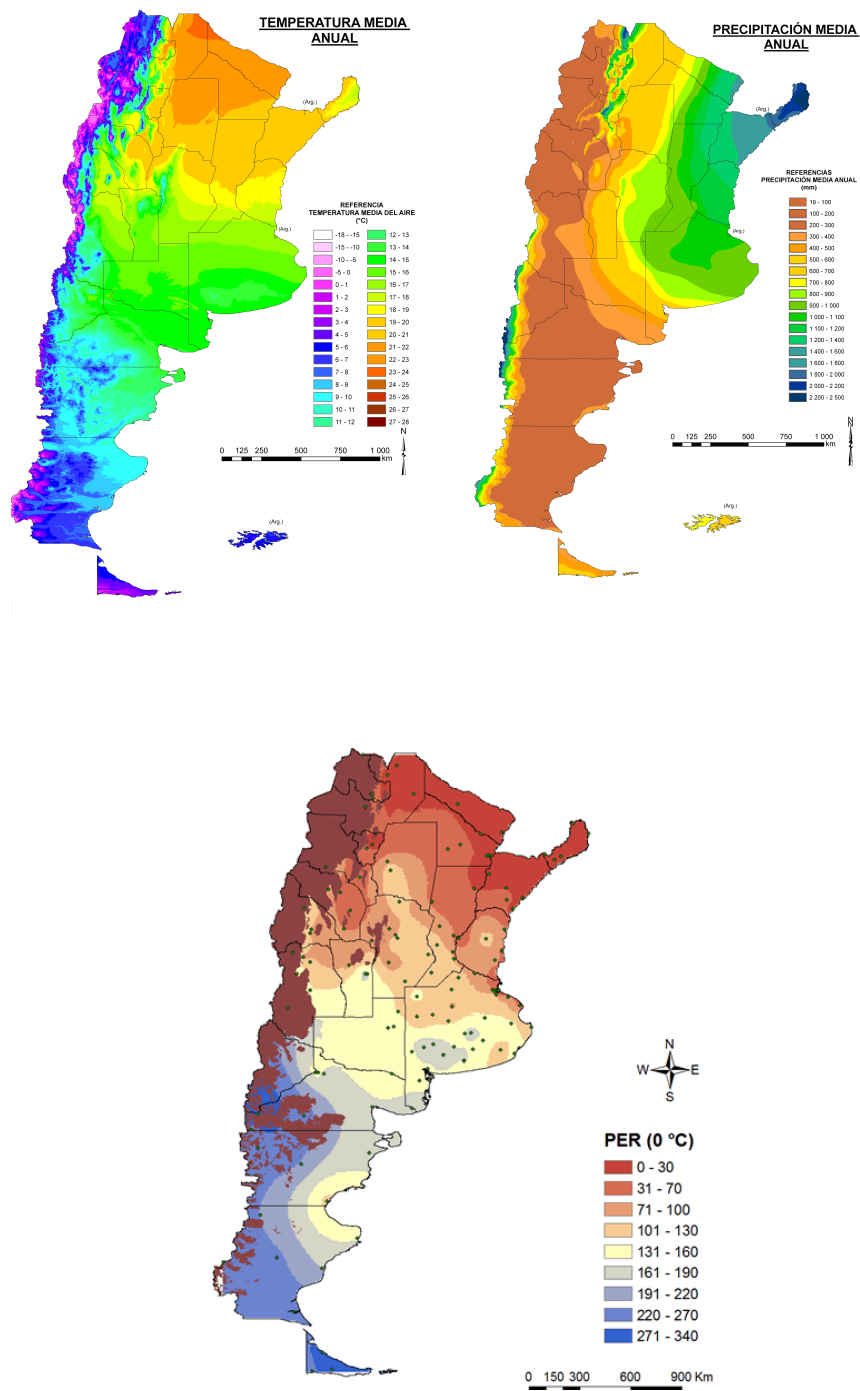 TEMPERATURA MEDIA
ANUAL
(Arg.)
REFERENCIA
TEMPERATURA MEDIA DEL AIRE
(°C)
-18 - -15
-15 - -10
-10 - -5
-5 - 0
0 - 1
1 - 2
2 - 3
3 - 4
4 - 5
5 - 6
6 - 7
7 - 8
8 - 9
9 - 10
10 - 11
11 - 12
12 - 13
13 - 14
14 - 15
15 - 16
16 - 17
17 - 18
18 - 19
19 - 20
20 - 21
21 - 22
22 - 23
23 - 24
24 - 25
25 - 26
26 - 27
27 - 28
(Arg.)
N
0 125 250 500 750 1 000
km
(Arg.)
PRECIPITACIÓN MEDIA
ANUAL
(Arg.)
REFERENCIAS
PRECIPITACIÓN MEDIA ANUAL
(mm)
19 - 100
100 - 200
200 - 300
300 - 400
400 - 500
500 - 600
600 - 700
700 - 800
800 - 900
900 - 1 000
1 000 - 1 100
1 100 - 1 200
1 200 - 1 400
1 400 - 1 600
1 600 - 1 800
1 800 - 2 000
2 000 - 2 200
2 200 - 2 500
(Arg.)
N
0 125 250 500 750 1 000
km
(Arg.)
N
W E
S
PER (0 °C)
0 - 30
31 - 70
71 - 100
101 - 130
131 - 160
161 - 190
191 - 220
220 - 270
271 - 340
0 150 300 600 900 Km